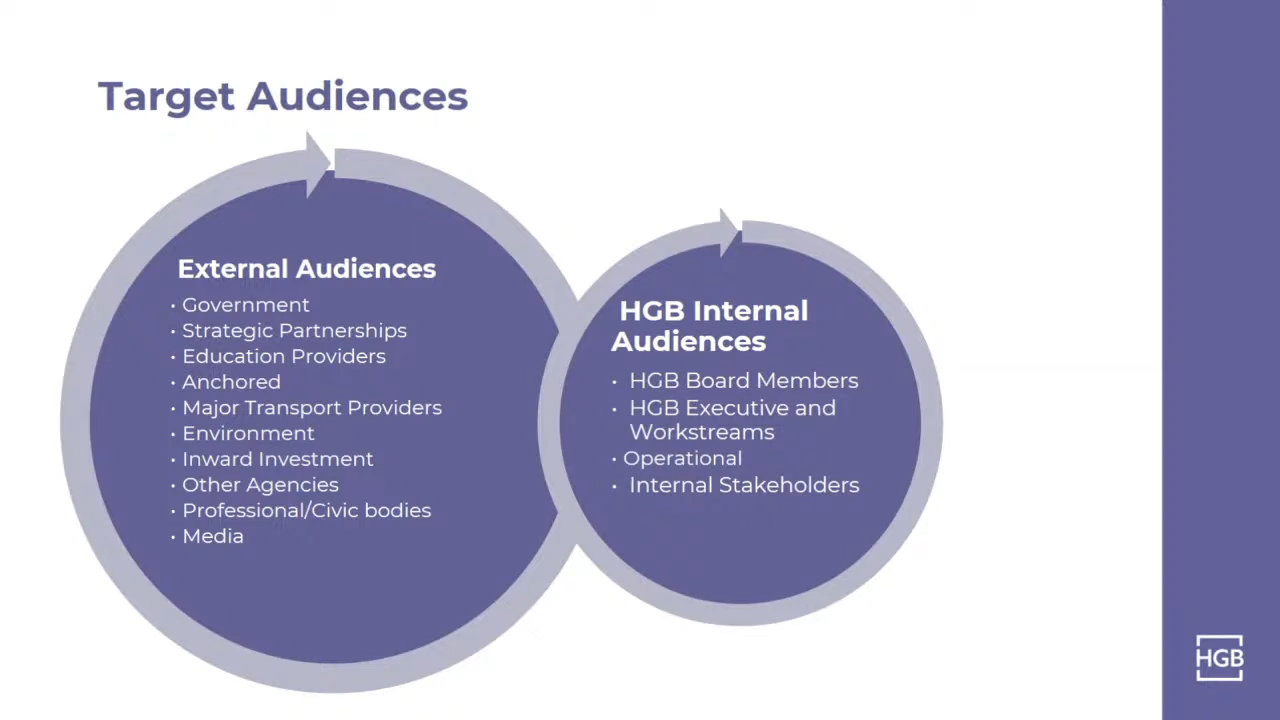 Target Audiences
External Audiences
• Government
• Strategic Partnerships
• Education Providers
• Anchored
• Major Transport Providers
• Environment
• Inward Investment
• Other Agencies
• Professional/Civic bodies
• Media
HGB Internal
Audiences
• HGB Board Members
• HGB Executive and
Workstreams
• Operational
• Internal Stakeholders
HGB